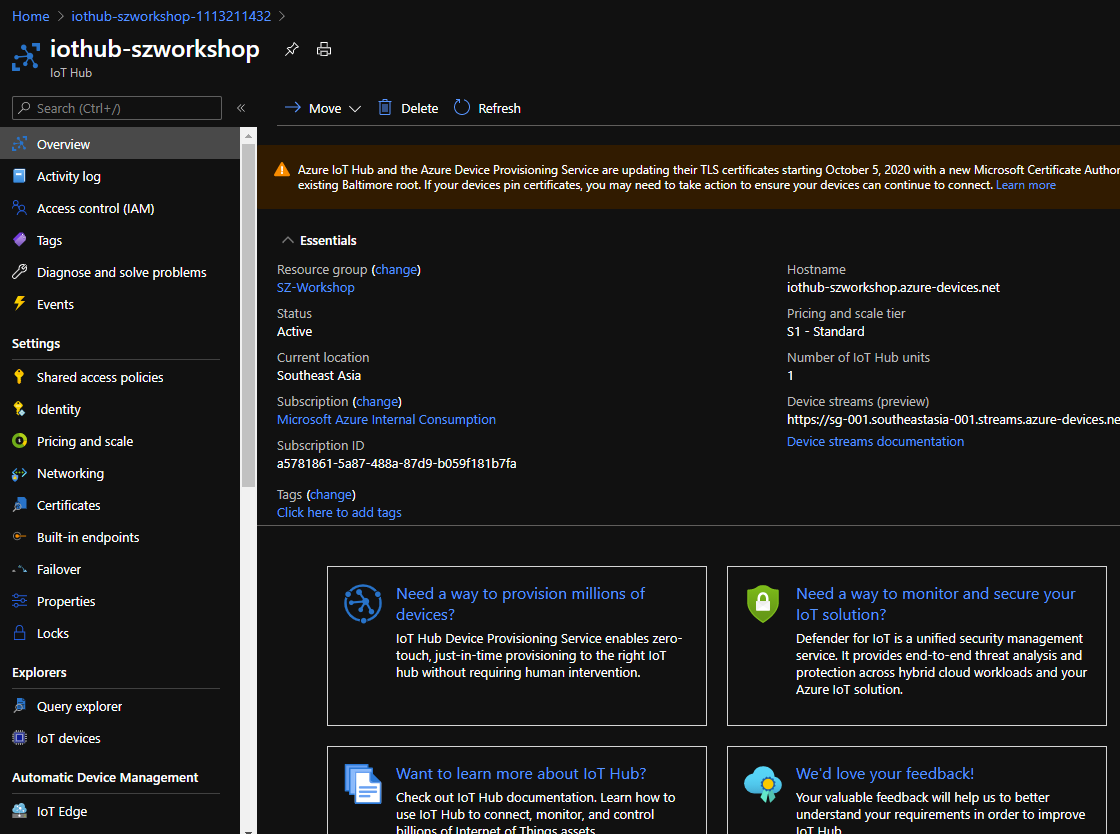 Home > iothub-szworkshop-1113211432 >
iothub-szworkshop
IoT Hub
Search (Ctrl+/)
«
Move
Delete
Refresh
Overview
Activity log
Access control (IAM)
Tags
Diagnose and solve problems
Events
Settings
Shared access policies
Identity
Pricing and scale
Networking
Certificates
Built-in endpoints
Failover
Properties
Locks
Explorers
Query explorer
IoT devices
Automatic Device Management
IoT Edge
Azure IoT Hub and the Azure Device Provisioning Service are updating their TLS certificates starting October 5, 2020 with a new Microsoft Certificate Author
existing Baltimore root. If your devices pin certificates, you may need to take action to ensure your devices can continue to connect. Learn more
Essentials
Resource group (change)
SZ-Workshop
Status
Active
Current location
Southeast Asia
Subscription (change)
Microsoft Azure Internal Consumption
Subscription ID
a5781861-5a87-488a-87d9-b059f181b7fa
Tags (change)
Click here to add tags
Hostname
iothub-szworkshop.azure-devices.net
Pricing and scale tier
S1 - Standard
Number of IoT Hub units
1
Device streams (preview)
https://sg-001.southeastasia-001.streams.azure-devices.ne
Device streams documentation
Need a way to provision millions of
devices?
IoT Hub Device Provisioning Service enables zero-
touch, just-in-time provisioning to the right IoT
hub without requiring human intervention.
Need a way to monitor and secure your
IoT solution?
Defender for IoT is a unified security management
service. It provides end-to-end threat analysis and
protection across hybrid cloud workloads and your
Azure IoT solution.
Want to learn more about IoT Hub?
Check out IoT Hub documentation. Learn how to
use IoT Hub to connect, monitor, and control
billions of Internet of Things assets.
We'd love your feedback!
Your valuable feedback will help us to better
understand your requirements in order to improve
IoT Hub.